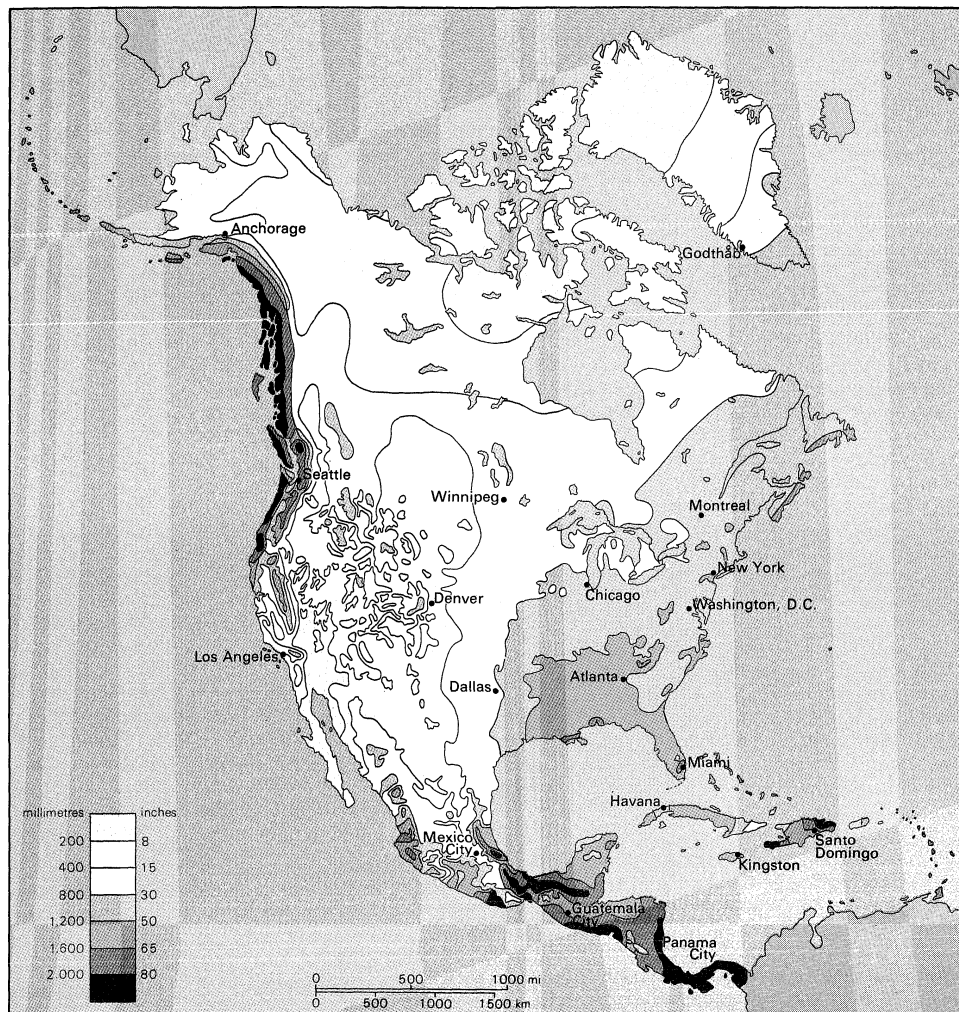 Anchorage
Godthab
Seattle
Winnipeg
Montreal
New York
Chicago
Denver
Washington, D.C.
Los Angeles
Atlanta
Dallas
Miami
Havana
millimetres inches
200 8
400 15
800 30
1,200 50
1,600 65
2,000 80
Mexico
City
Santo
Domingo
Kingston
Guatemala
City
Panama
City
0 500 1000 mi
0 500 1000 1500 km